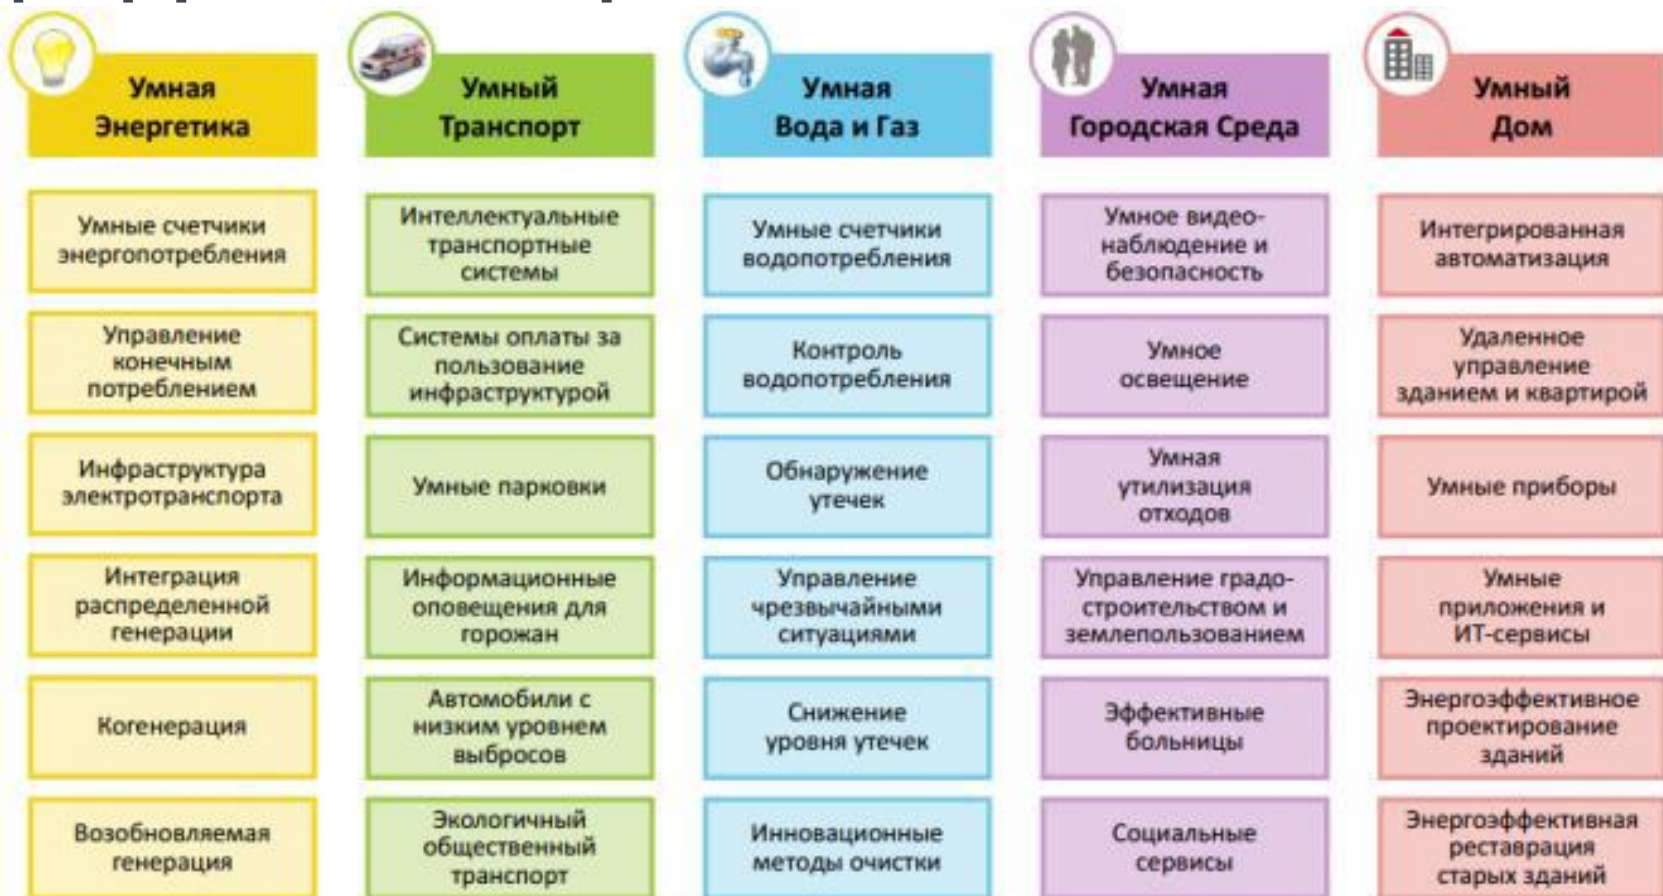 Умная
Энергетика
Умные счетчики
энергопотребления
Управление
конечным
потреблением
Инфраструктура
электротранспорта
Интеграция
распределенной
генерации
Когенерация
Возобновляемая
генерация
Умный
Транспорт
Интеллектуальные
транспортные
системы
Системы оплаты за
пользование
инфраструктурой
Умные парковки
Информационные
оповещения для
горожан
Автомобили с
низким уровнем
выбросов
Экологичный
общественный
транспорт
Умная
Вода и Газ
Умные счетчики
водопотребления
Контроль
водопотребления
Обнаружение
утечек
Управление
чрезвычайными
ситуациями
Снижение
уровня утечек
Инновационные
методы очистки
Умная
Городская Среда
Умное видео-
наблюдение и
безопасность
Умное
освещение
Умная
утилизация
отходов
Управление градо-
строительством и
землепользованием
Эффективные
больницы
Социальные
сервисы
Умный
Дом
Интегрированная
автоматизация
Удаленное
управление
зданием и квартирой
Умные приборы
Умные
приложения и
ИТ-сервисы
Энергоэффективное
проектирование
зданий
Энергоэффективная
реставрация
старых зданий